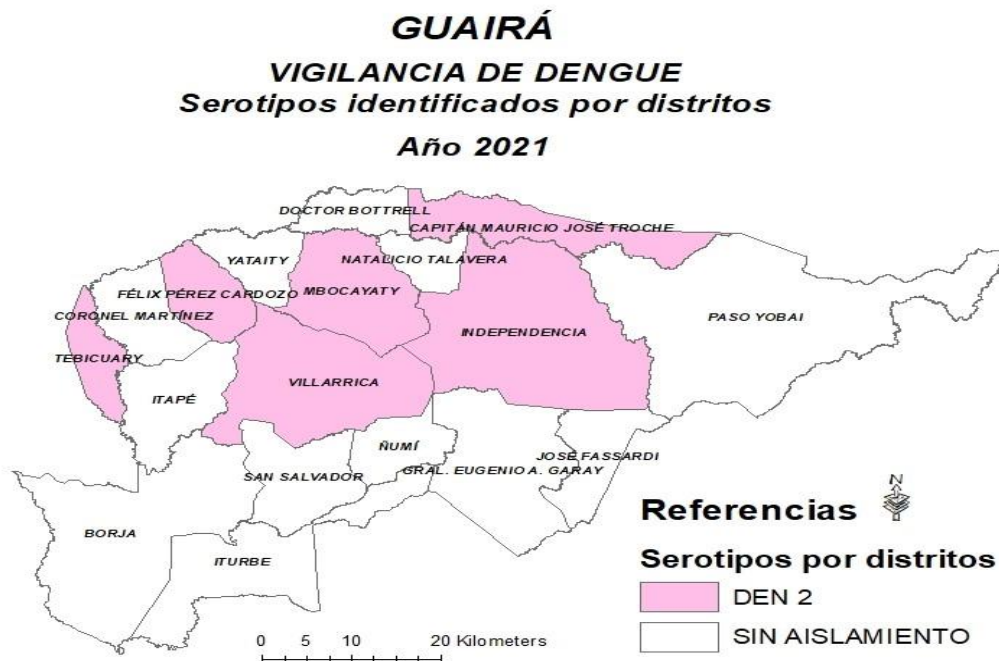 GUAIRÁ
VIGILANCIA DE DENGUE
Serotipos identificados por distritos
Año 2021
DOCTOR BOTTRELL
CAPITÁN MAURICIO JOSÉ TROCHE
YATAITY
NATALICIO TALAVERA
FÉLIX PÉREZ CARDOZO
MBOCAYATY
CORONEL MARTÍNEZ
PASO YOBAI
INDEPENDENCIA
TEBICUARY
VILLARRICA
ITAPÉ
ÑUMÍ
JOSÉ FASSARDI
GRAL. EUGENIO A. GARAY
SAN SALVADOR
BORJA
ITURBE
N
Referencias
Serotipos por distritos
DEN 2
SIN AISLAMIENTO
0 5 10 20 Kilometers